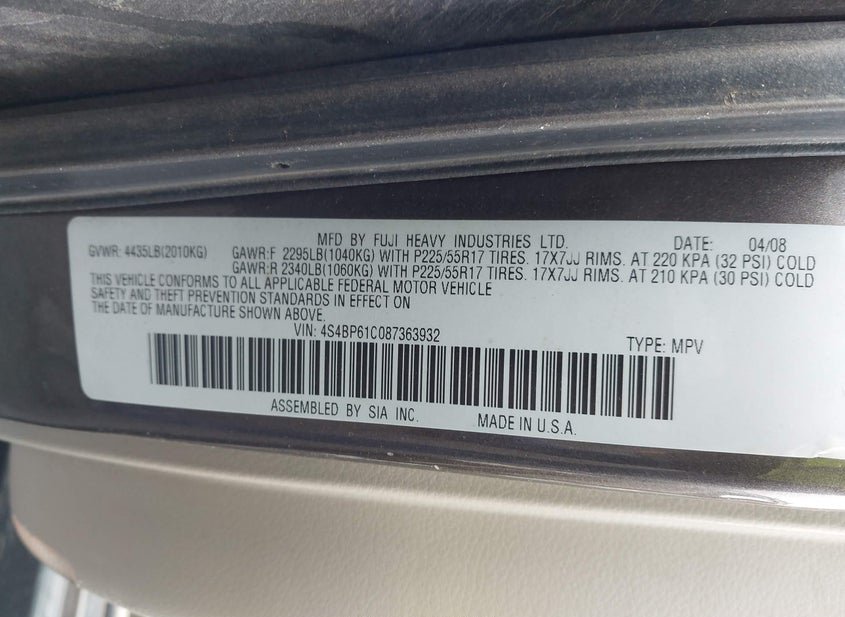 MFD BY FUJI HEAVY INDUSTRIES LTD. DATE: 04/08
GVWR: 4435LB(2010KG) GAWR:F 2295LB(1040KG) WITH P225/55R17 TIRES. 17X7JJ RIMS. AT 220 KPA (32 PSI) COLD
GAWR:R 2340LB(1060KG) WITH P225/55R17 TIRES. 17X7JJ RIMS. AT 210 KPA (30 PSI) COLD
THIS VEHICLE CONFORMS TO ALL APPLICABLE FEDERAL MOTOR VEHICLE
SAFETY AND THEFT PREVENTION STANDARDS IN EFFECT ON
THE DATE OF MANUFACTURE SHOWN ABOVE.
VIN: 4S4BP61C087363932 TYPE: MPV
ASSEMBLED BY SIA INC. MADE IN U.S.A.